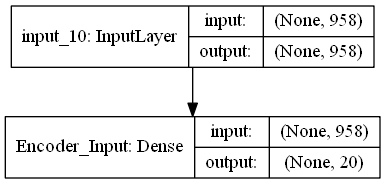 input_10: InputLayer
input: (None, 958)
output: (None, 958)
Encoder_Input: Dense
input: (None, 958)
output: (None, 20)